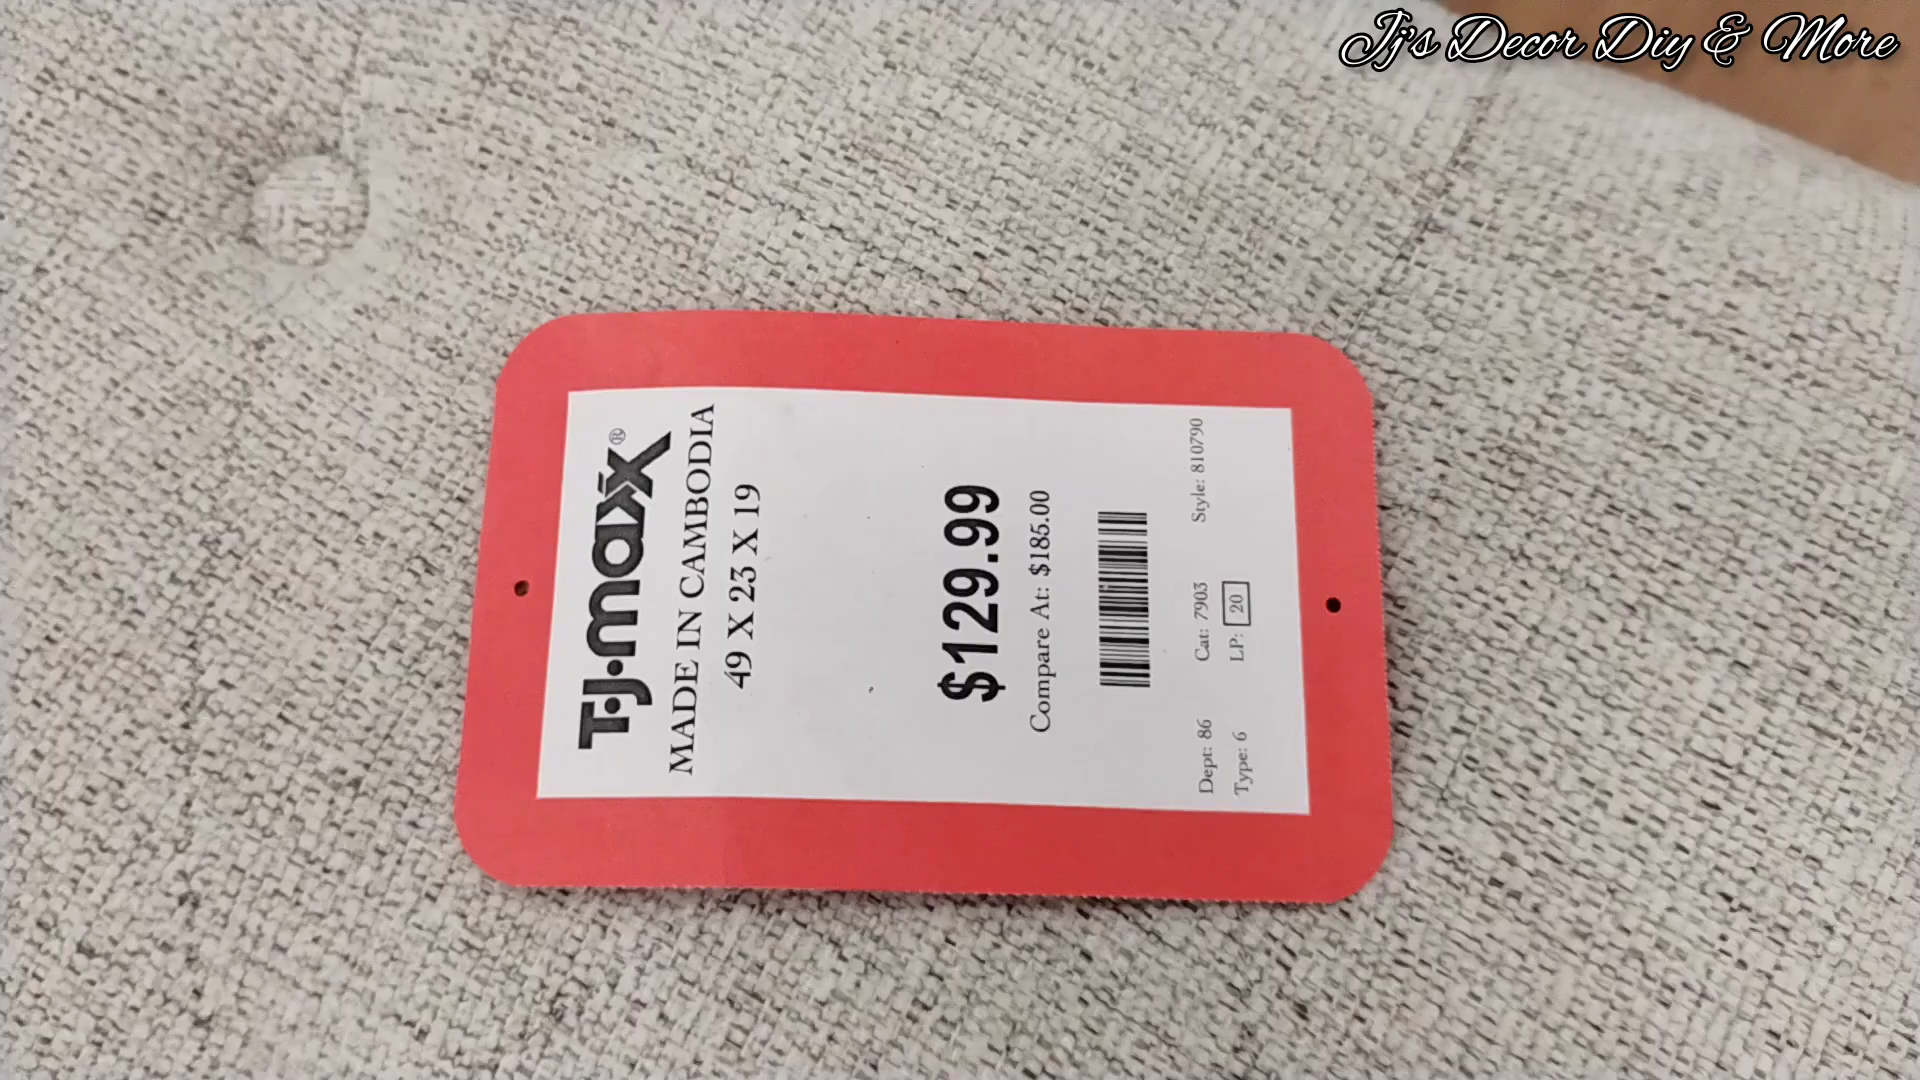 Jj's Decor Diy & More
T·J·maxx®
MADE IN CAMBODIA
49 X 23 X 19
$129.99
Compare At: $185.00
Dept: 86 Cat: 7903 Style: 810790
Type: 6 LP: 20